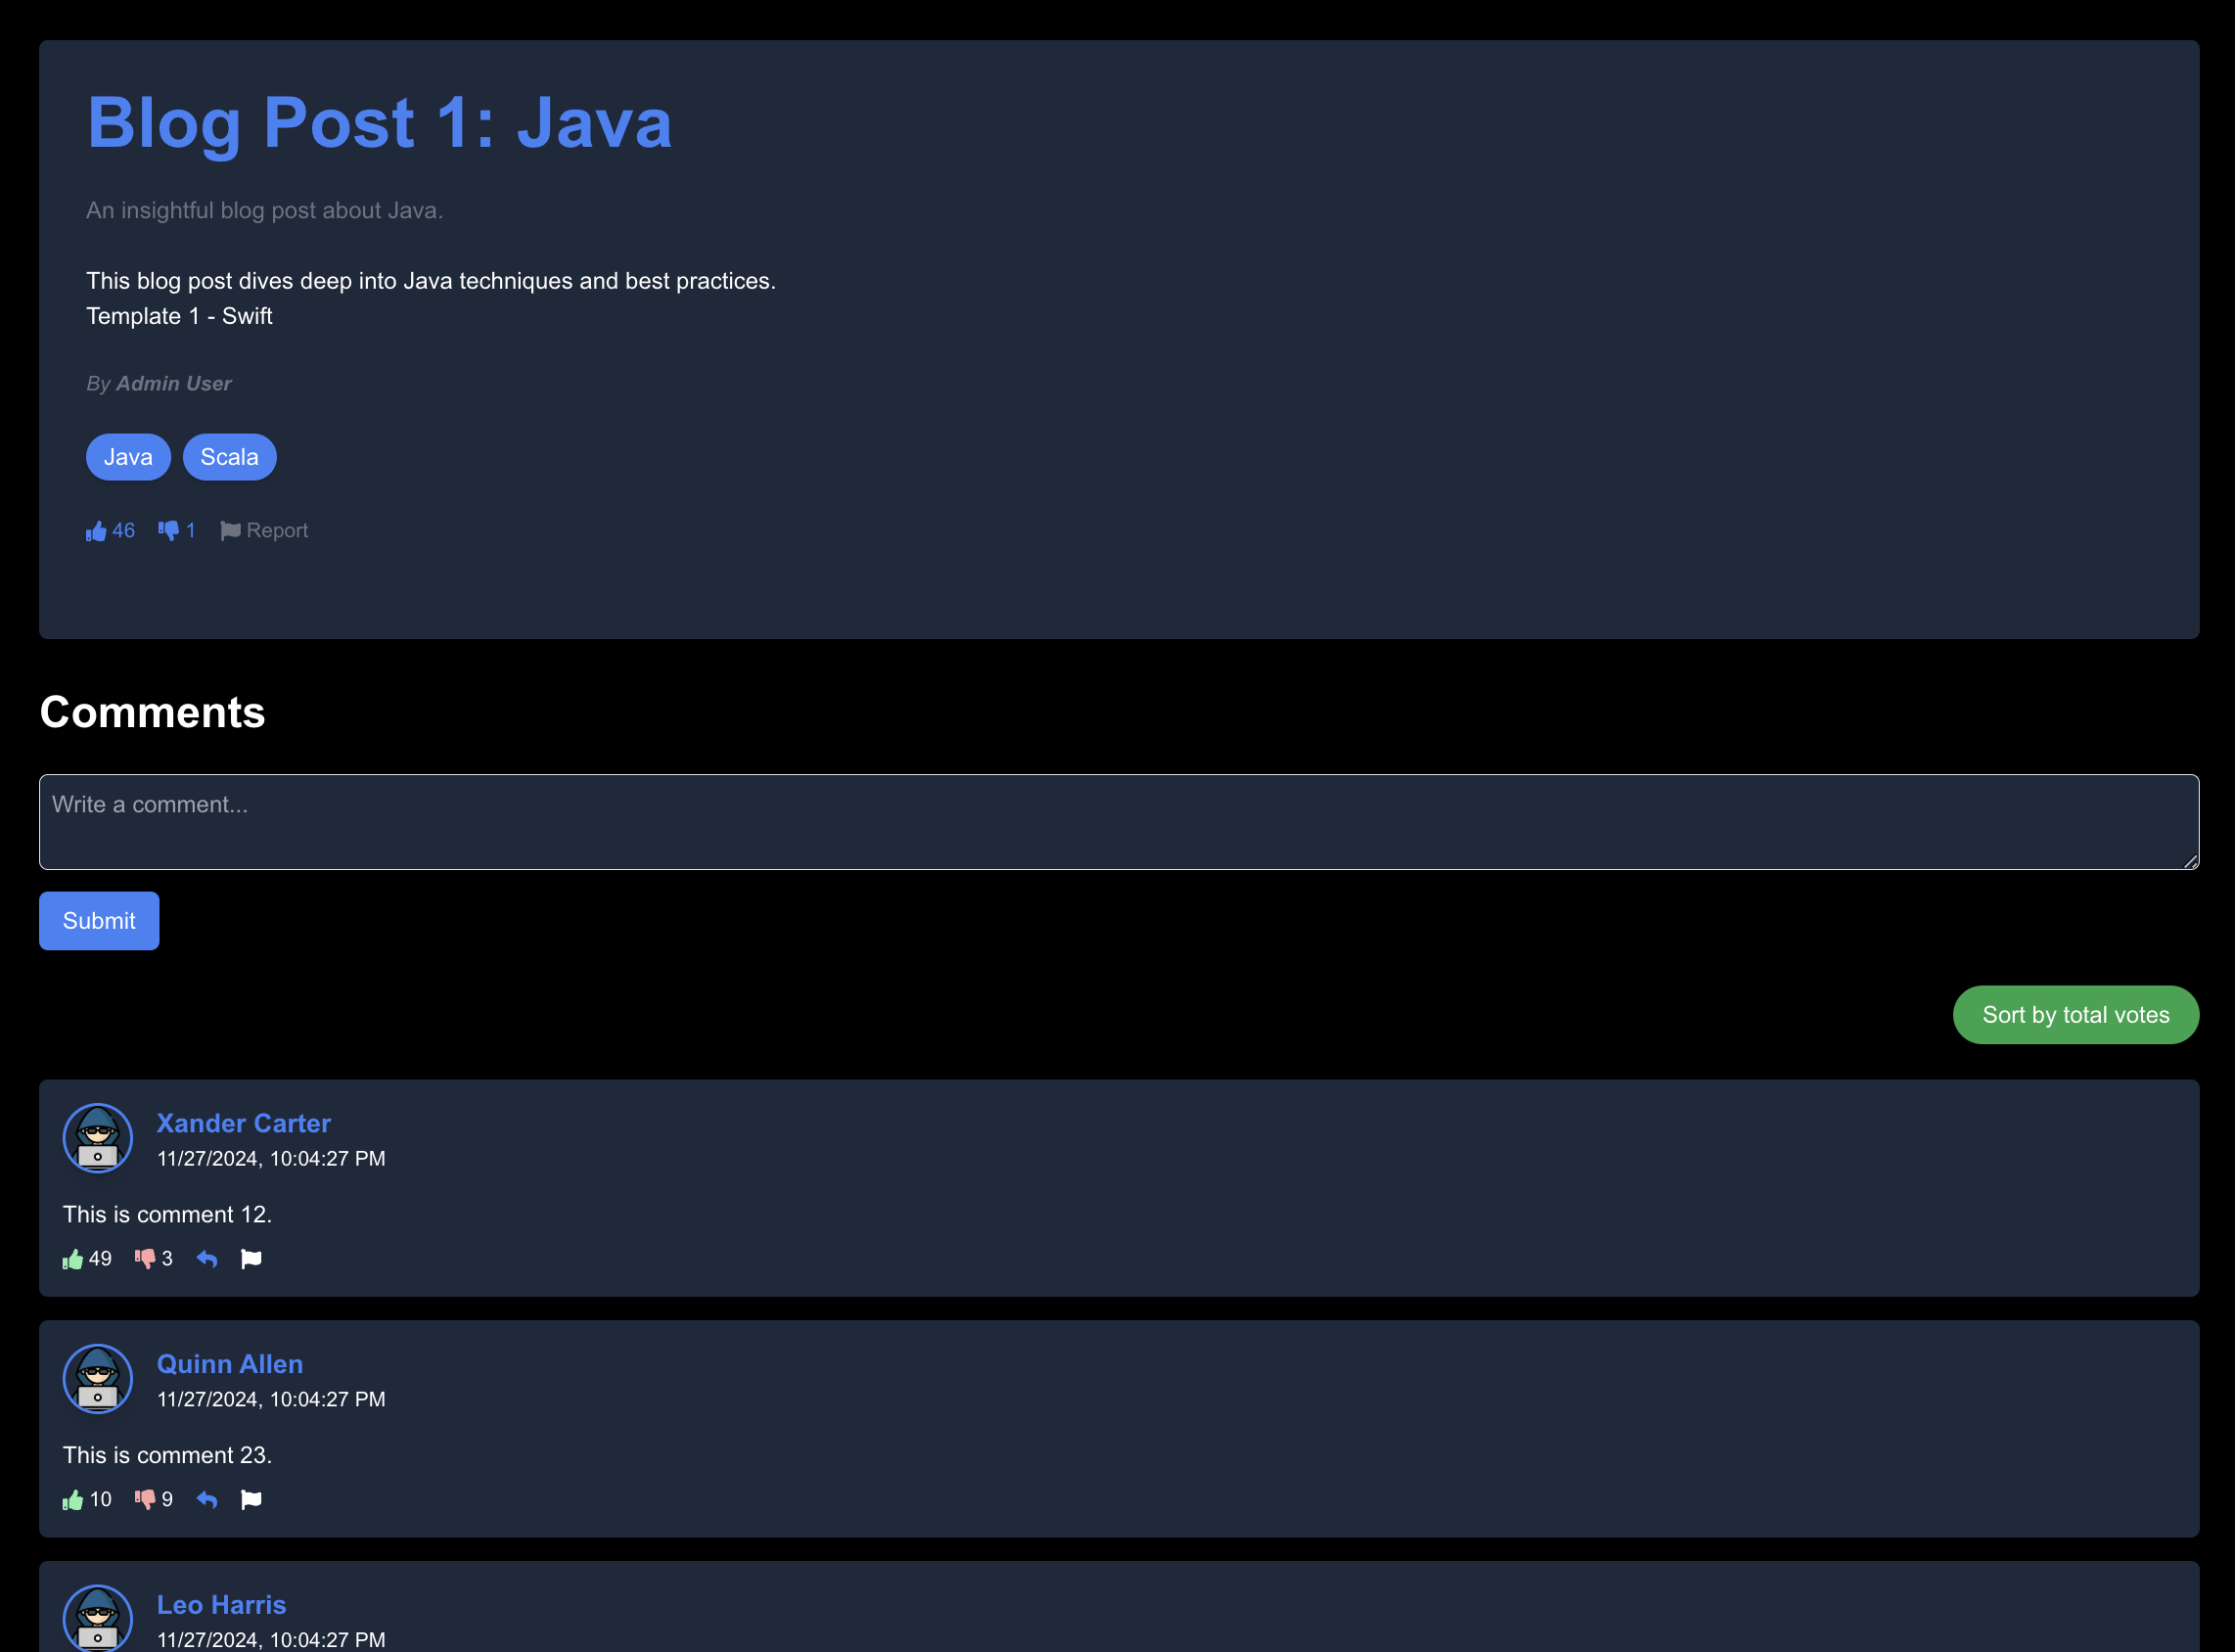 Blog Post 1: Java
An insightful blog post about Java.
This blog post dives deep into Java techniques and best practices.
Template 1 - Swift
By Admin User
Java Scala
46 1 Report
Comments
Write a comment...
Submit
Sort by total votes
Xander Carter
11/27/2024, 10:04:27 PM
This is comment 12.
49 3
Quinn Allen
11/27/2024, 10:04:27 PM
This is comment 23.
10 9
Leo Harris
11/27/2024, 10:04:27 PM